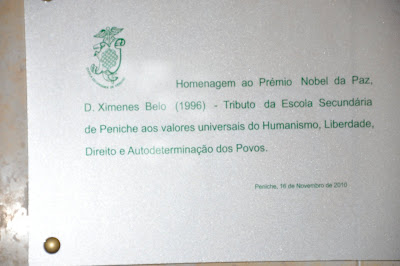 Homenagem ao Prémio Nobel da Paz,
D. Ximenes Belo (1996) - Tributo da Escola Secundária
de Peniche aos valores universais do Humanismo, Liberdade,
Direito e Autodeterminação dos Povos.
Peniche, 16 de Novembro de 2010